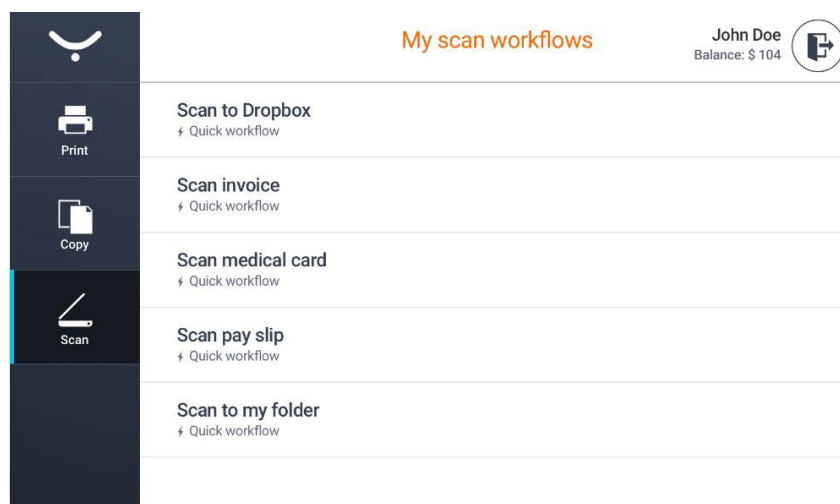 My scan workflows
John Doe
Balance: $ 104
Print
Copy
Scan
Scan to Dropbox
Quick workflow
Scan invoice
Quick workflow
Scan medical card
Quick workflow
Scan pay slip
Quick workflow
Scan to my folder
Quick workflow